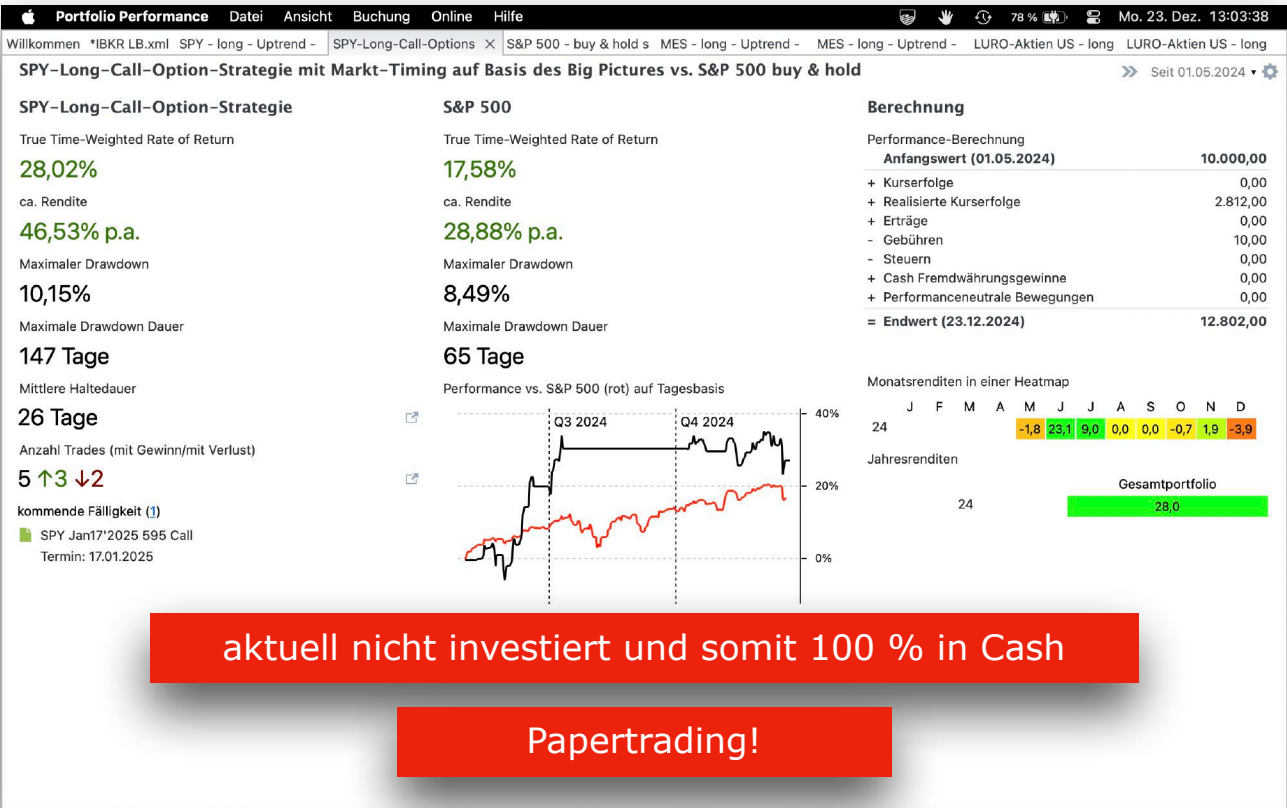 Portfolio Performance Datei Ansicht Buchung Online Hilfe 78 % Mo. 23. Dez. 13:03:38
Willkommen *IBKR LB.xml SPY - long - Uptrend - SPY-Long-Call-Options × S&P 500 - buy & hold s MES - long - Uptrend - MES - long - Uptrend - LURO-Aktien US - long LURO-Aktien US - long
SPY-Long-Call-Option-Strategie mit Markt-Timing auf Basis des Big Pictures vs. S&P 500 buy & hold
Seit 01.05.2024
SPY-Long-Call-Option-Strategie
True Time-Weighted Rate of Return
28,02%
ca. Rendite
46,53% p.a.
Maximaler Drawdown
10,15%
Maximale Drawdown Dauer
147 Tage
Mittlere Haltedauer
26 Tage
Anzahl Trades (mit Gewinn/mit Verlust)
5 ↑3 ↓2
kommende Fälligkeit (1)
SPY Jan17'2025 595 Call
Termin: 17.01.2025
S&P 500
True Time-Weighted Rate of Return
17,58%
ca. Rendite
28,88% p.a.
Maximaler Drawdown
8,49%
Maximale Drawdown Dauer
65 Tage
Performance vs. S&P 500 (rot) auf Tagesbasis
Q3 2024 Q4 2024
40%
20%
0%
Berechnung
Performance-Berechnung
Anfangswert (01.05.2024) 10.000,00
+ Kurserfolge 0,00
+ Realisierte Kurserfolge 2.812,00
+ Erträge 0,00
- Gebühren 10,00
- Steuern 0,00
+ Cash Fremdwährungsgewinne 0,00
+ Performanceneutrale Bewegungen 0,00
= Endwert (23.12.2024) 12.802,00
Monatsrenditen in einer Heatmap
J F M A M J J A S O N D
24 -1,8 23,1 9,0 0,0 0,0 -0,7 1,9 -3,9
Jahresrenditen
Gesamtportfolio
24 28,0
aktuell nicht investiert und somit 100 % in Cash
Papertrading!